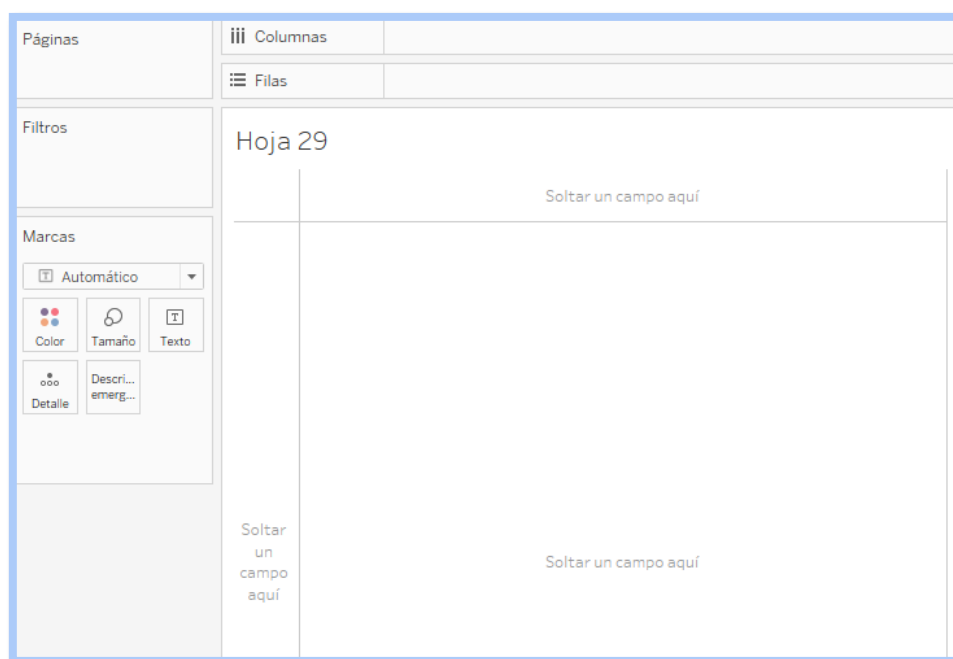 Páginas
Columnas
Filas
Filtros
Hoja 29
Soltar un campo aquí
Marcas
Automático
Color
Tamaño
Texto
Detalle
Descri...
emerg...
Soltar
un
campo
aquí
Soltar un campo aquí